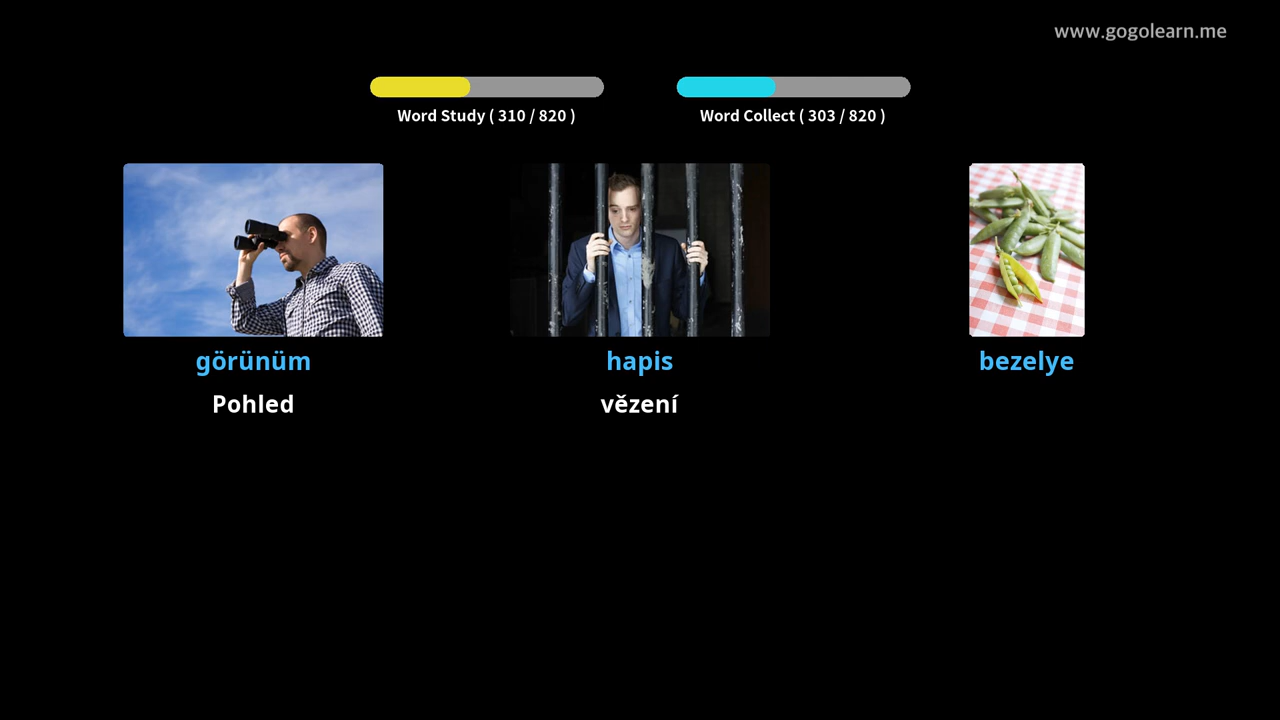 www.gogolearn.me
Word Study ( 310 / 820 )
Word Collect ( 303 / 820 )
görünüm
hapis
bezelye
Pohled
vězení